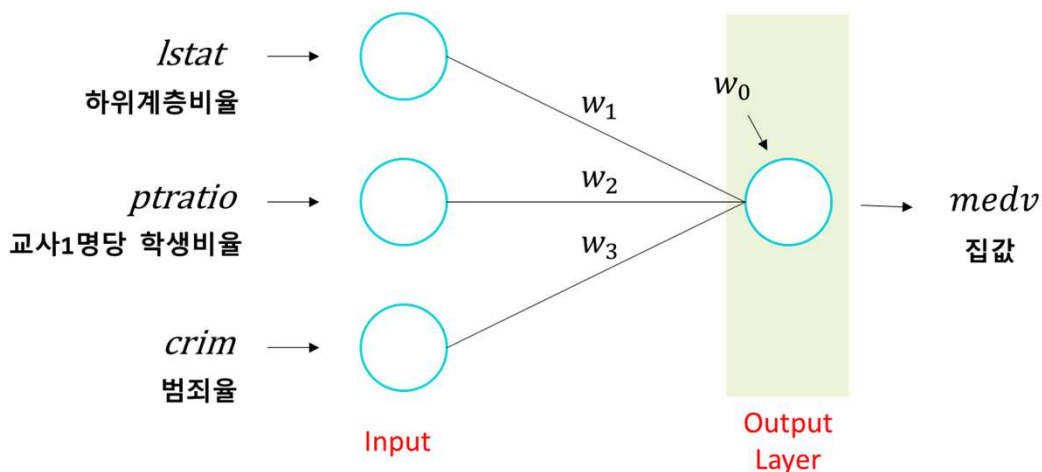 lstat
하위계층비율
ptratio
교사1명당 학생비율
crim
범죄율
w₁
w₂
w₃
w₀
medv
집값
Input
Output
Layer